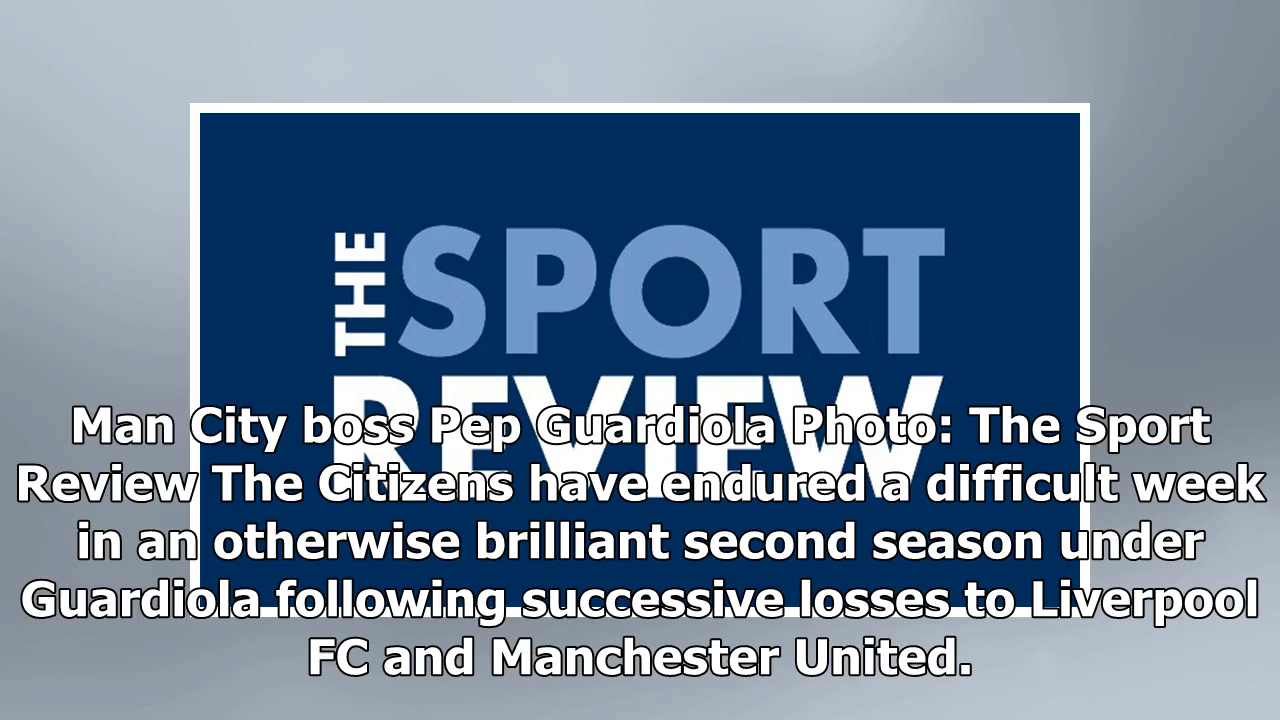 THE
SPORT
REVIEW
Man City boss Pep Guardiola Photo: The Sport
Review The Citizens have endured a difficult week
in an otherwise brilliant second season under
Guardiola following successive losses to Liverpool
FC and Manchester United.